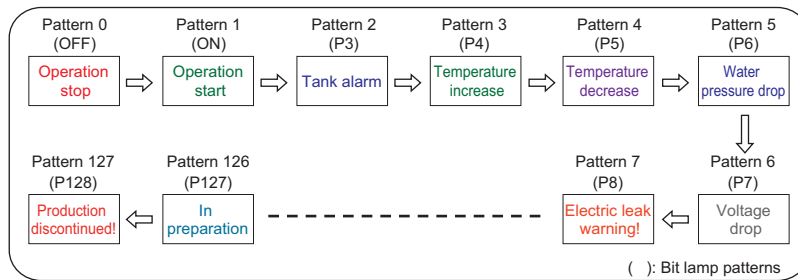 Pattern 0
(OFF)
Operation
stop
Pattern 1
(ON)
Operation
start
Pattern 2
(P3)
Tank alarm
Pattern 3
(P4)
Temperature
increase
Pattern 4
(P5)
Temperature
decrease
Pattern 5
(P6)
Water
pressure drop
Pattern 127
(P128)
Production
discontinued!
Pattern 126
(P127)
In
preparation
Pattern 7
(P8)
Electric leak
warning!
Pattern 6
(P7)
Voltage
drop
( ): Bit lamp patterns